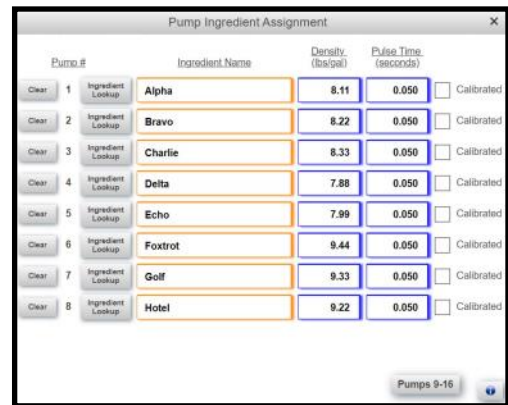 Pump Ingredient Assignment ×
Pump # Ingredient Name Density (lbs/gal) Pulse Time (seconds)
Clear 1 Ingredient Lookup Alpha 8.11 0.050 Calibrated
Clear 2 Ingredient Lookup Bravo 8.22 0.050 Calibrated
Clear 3 Ingredient Lookup Charlie 8.33 0.050 Calibrated
Clear 4 Ingredient Lookup Delta 7.88 0.050 Calibrated
Clear 5 Ingredient Lookup Echo 7.99 0.050 Calibrated
Clear 6 Ingredient Lookup Foxtrot 9.44 0.050 Calibrated
Clear 7 Ingredient Lookup Golf 9.33 0.050 Calibrated
Clear 8 Ingredient Lookup Hotel 9.22 0.050 Calibrated
Pumps 9-16